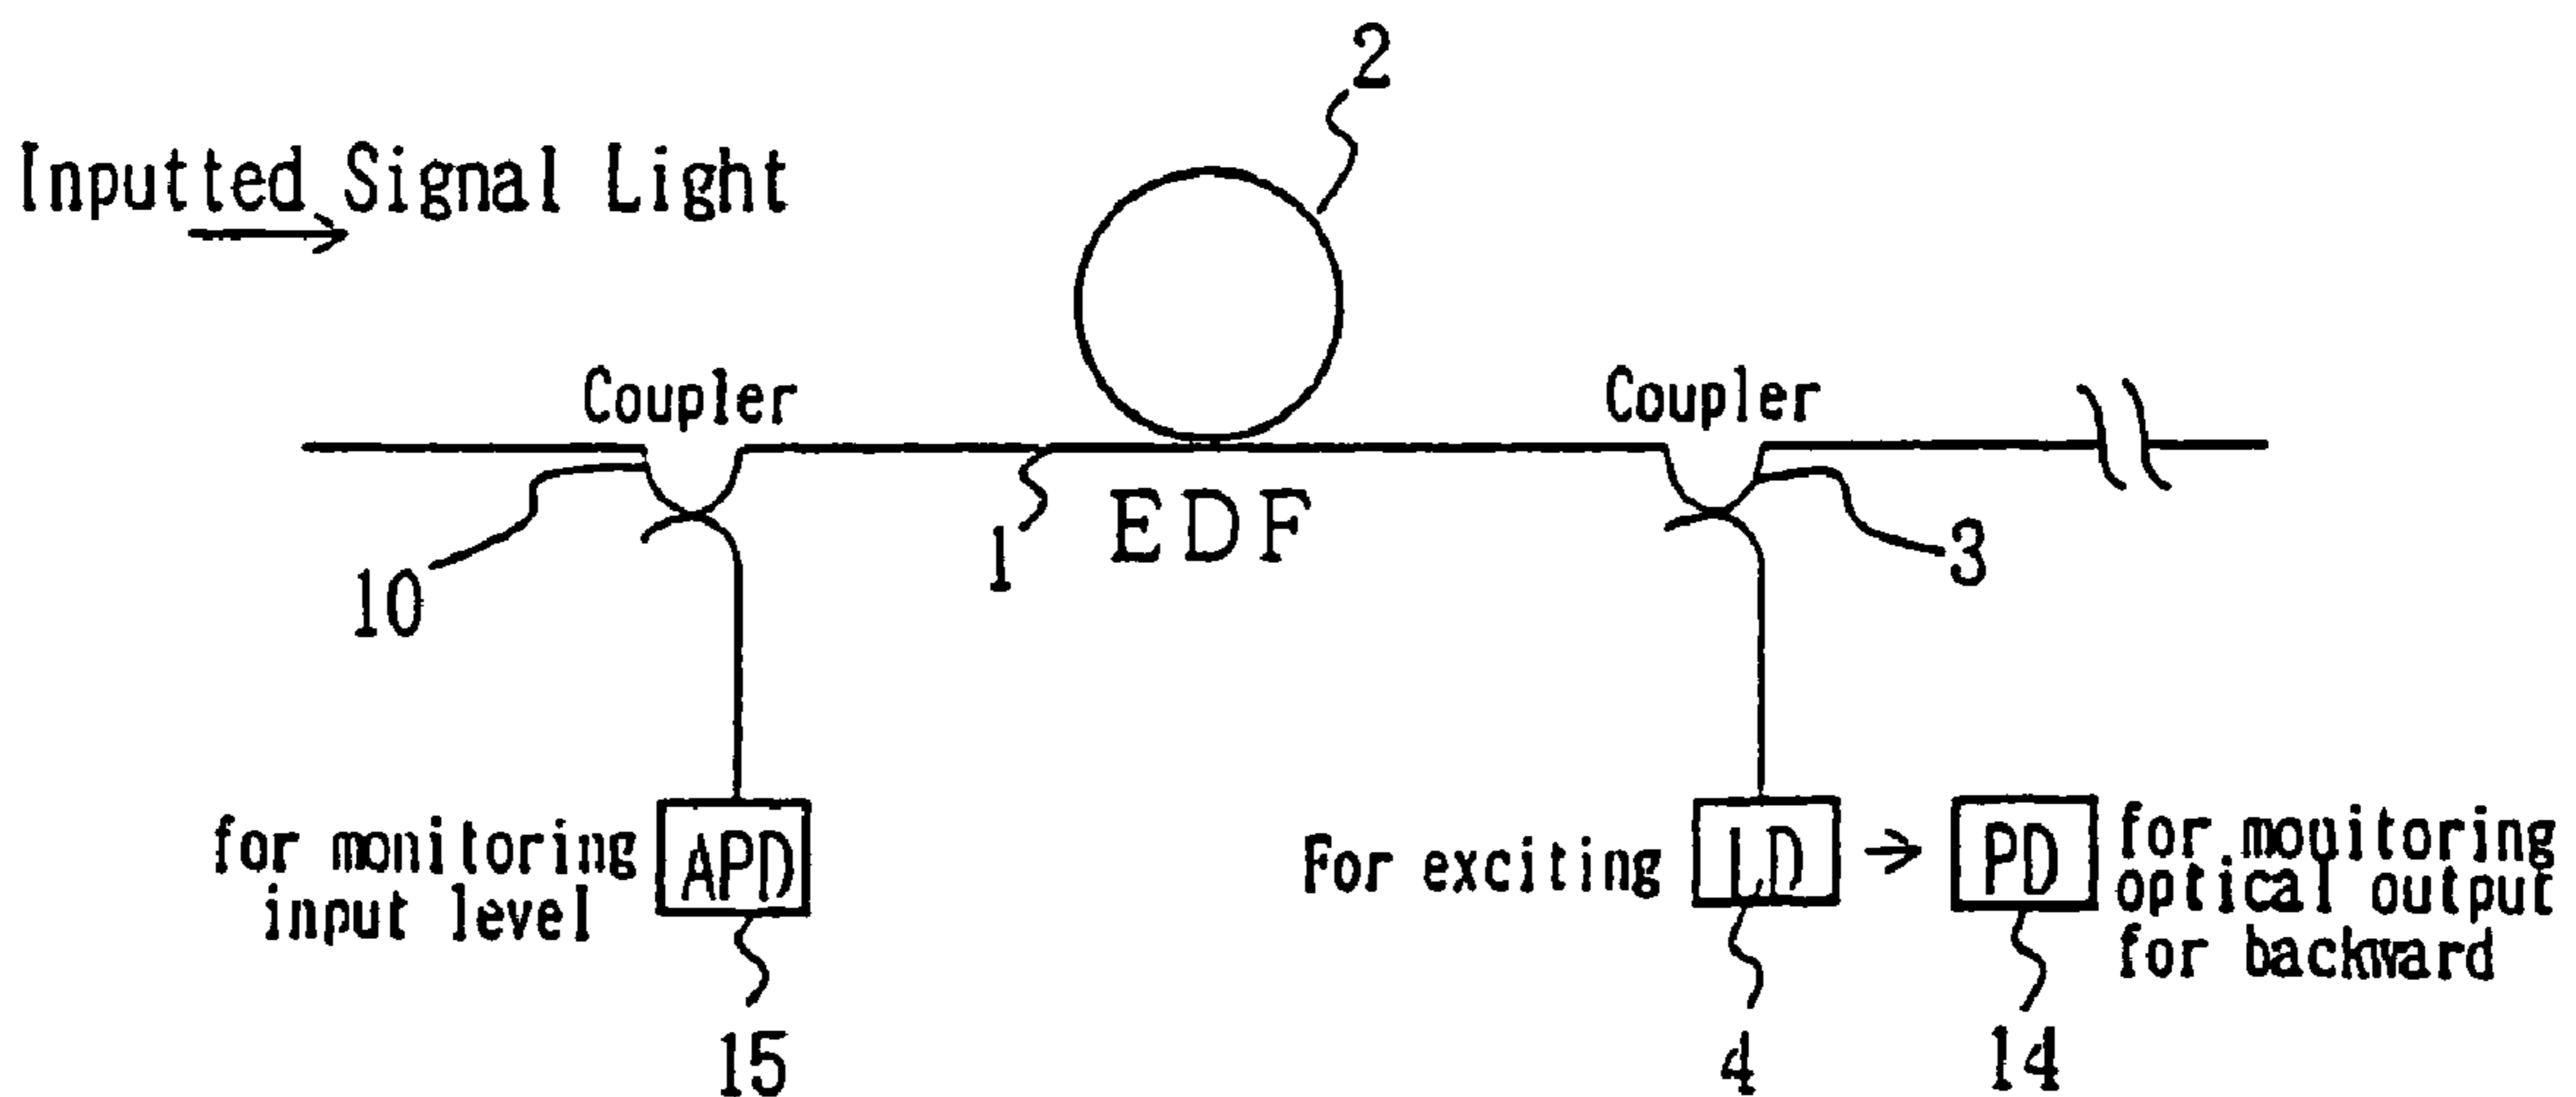 2
Inputted Signal Light
Coupler
Coupler
EDF
10
1
3
for monitoring
input level
APD
For exciting
LD
PD
for monitoring
optical output
for backward
15
4
14